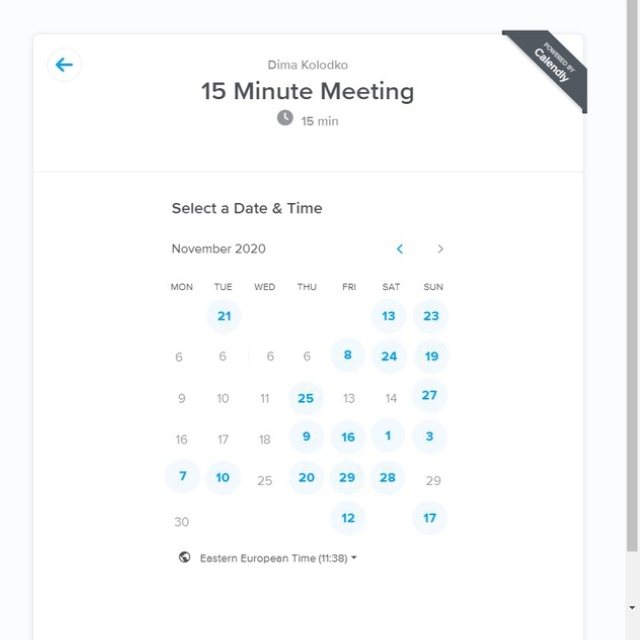 POWERED BY
Calendly
Dima Kolodko
15 Minute Meeting
15 min
Select a Date & Time
November 2020
MON TUE WED THU FRI SAT SUN
21 13 23
6 6 6 6 8 24 19
9 10 11 25 13 14 27
16 17 18 9 16 1 3
7 10 25 20 29 28 29
30 12 17
Eastern European Time (11:38)